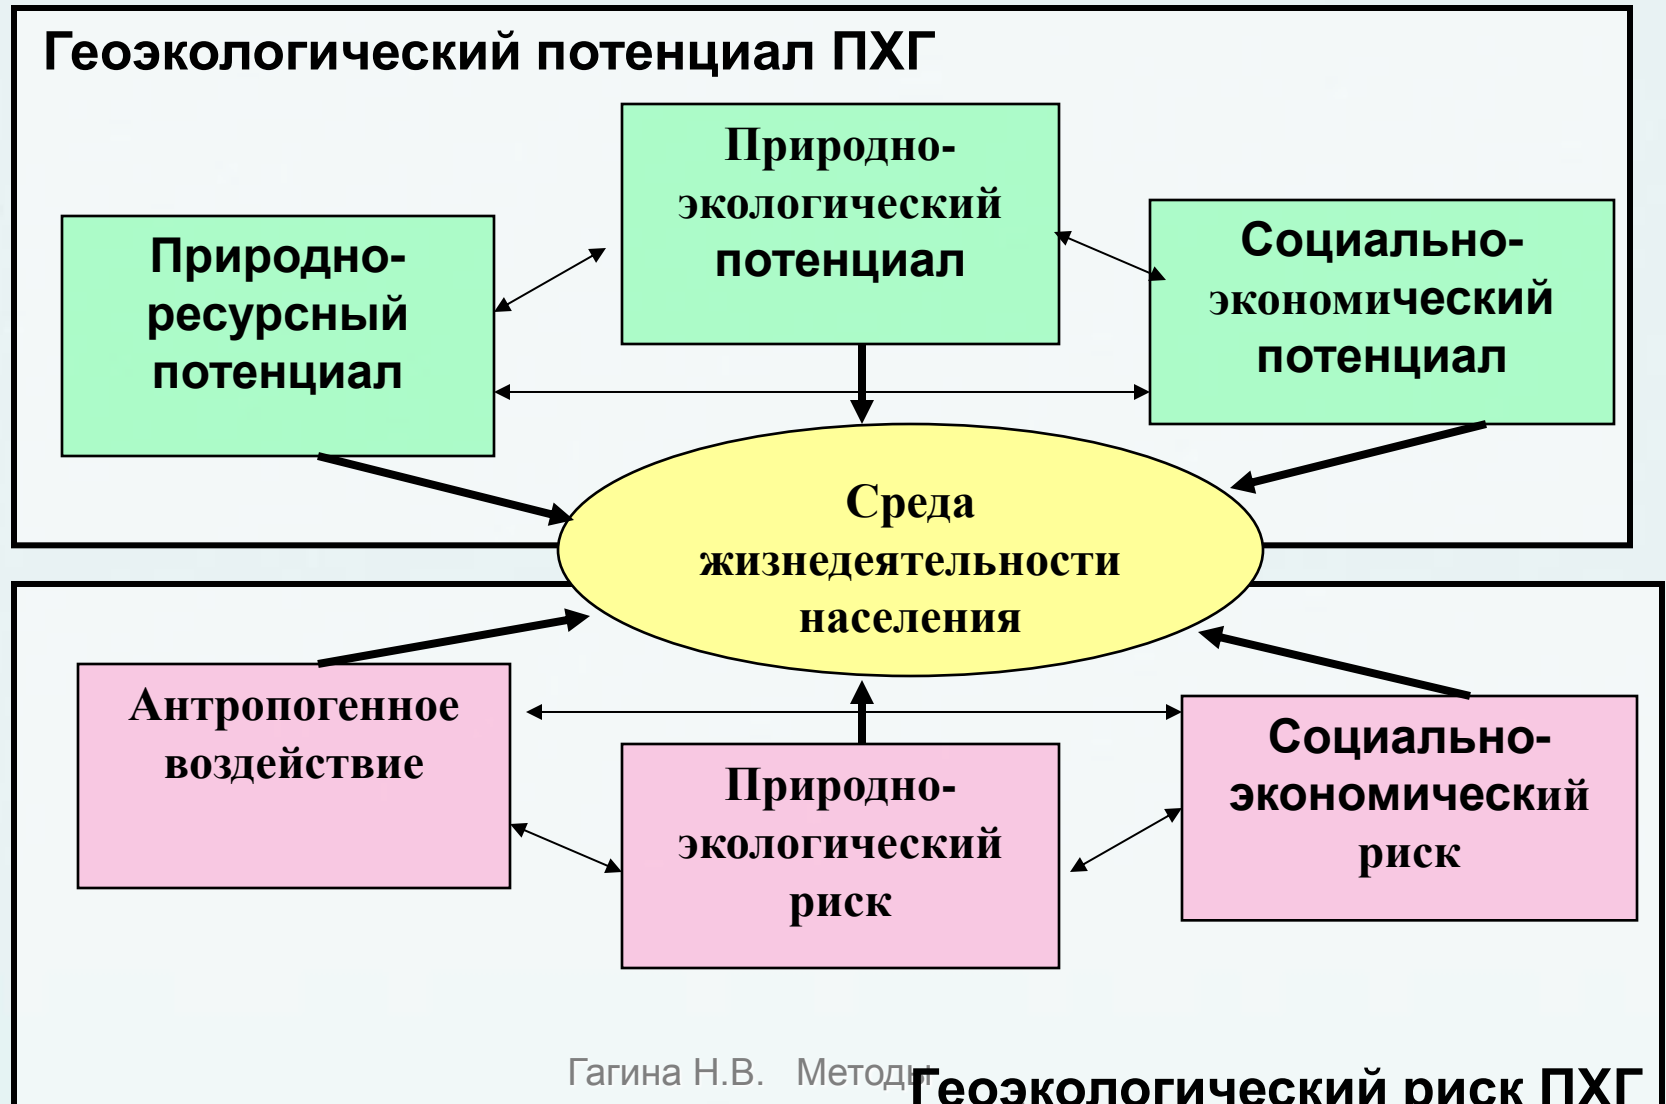 Геоэкологический потенциал ПХГ
Природно-
экологический
потенциал
Природно-
ресурсный
потенциал
Социально-
экономический
потенциал
Среда
жизнедеятельности
населения
Антропогенное
воздействие
Природно-
экологический
риск
Социально-
экономический
риск
Гагина Н.В. Методы
Геоэкологический риск ПХГ